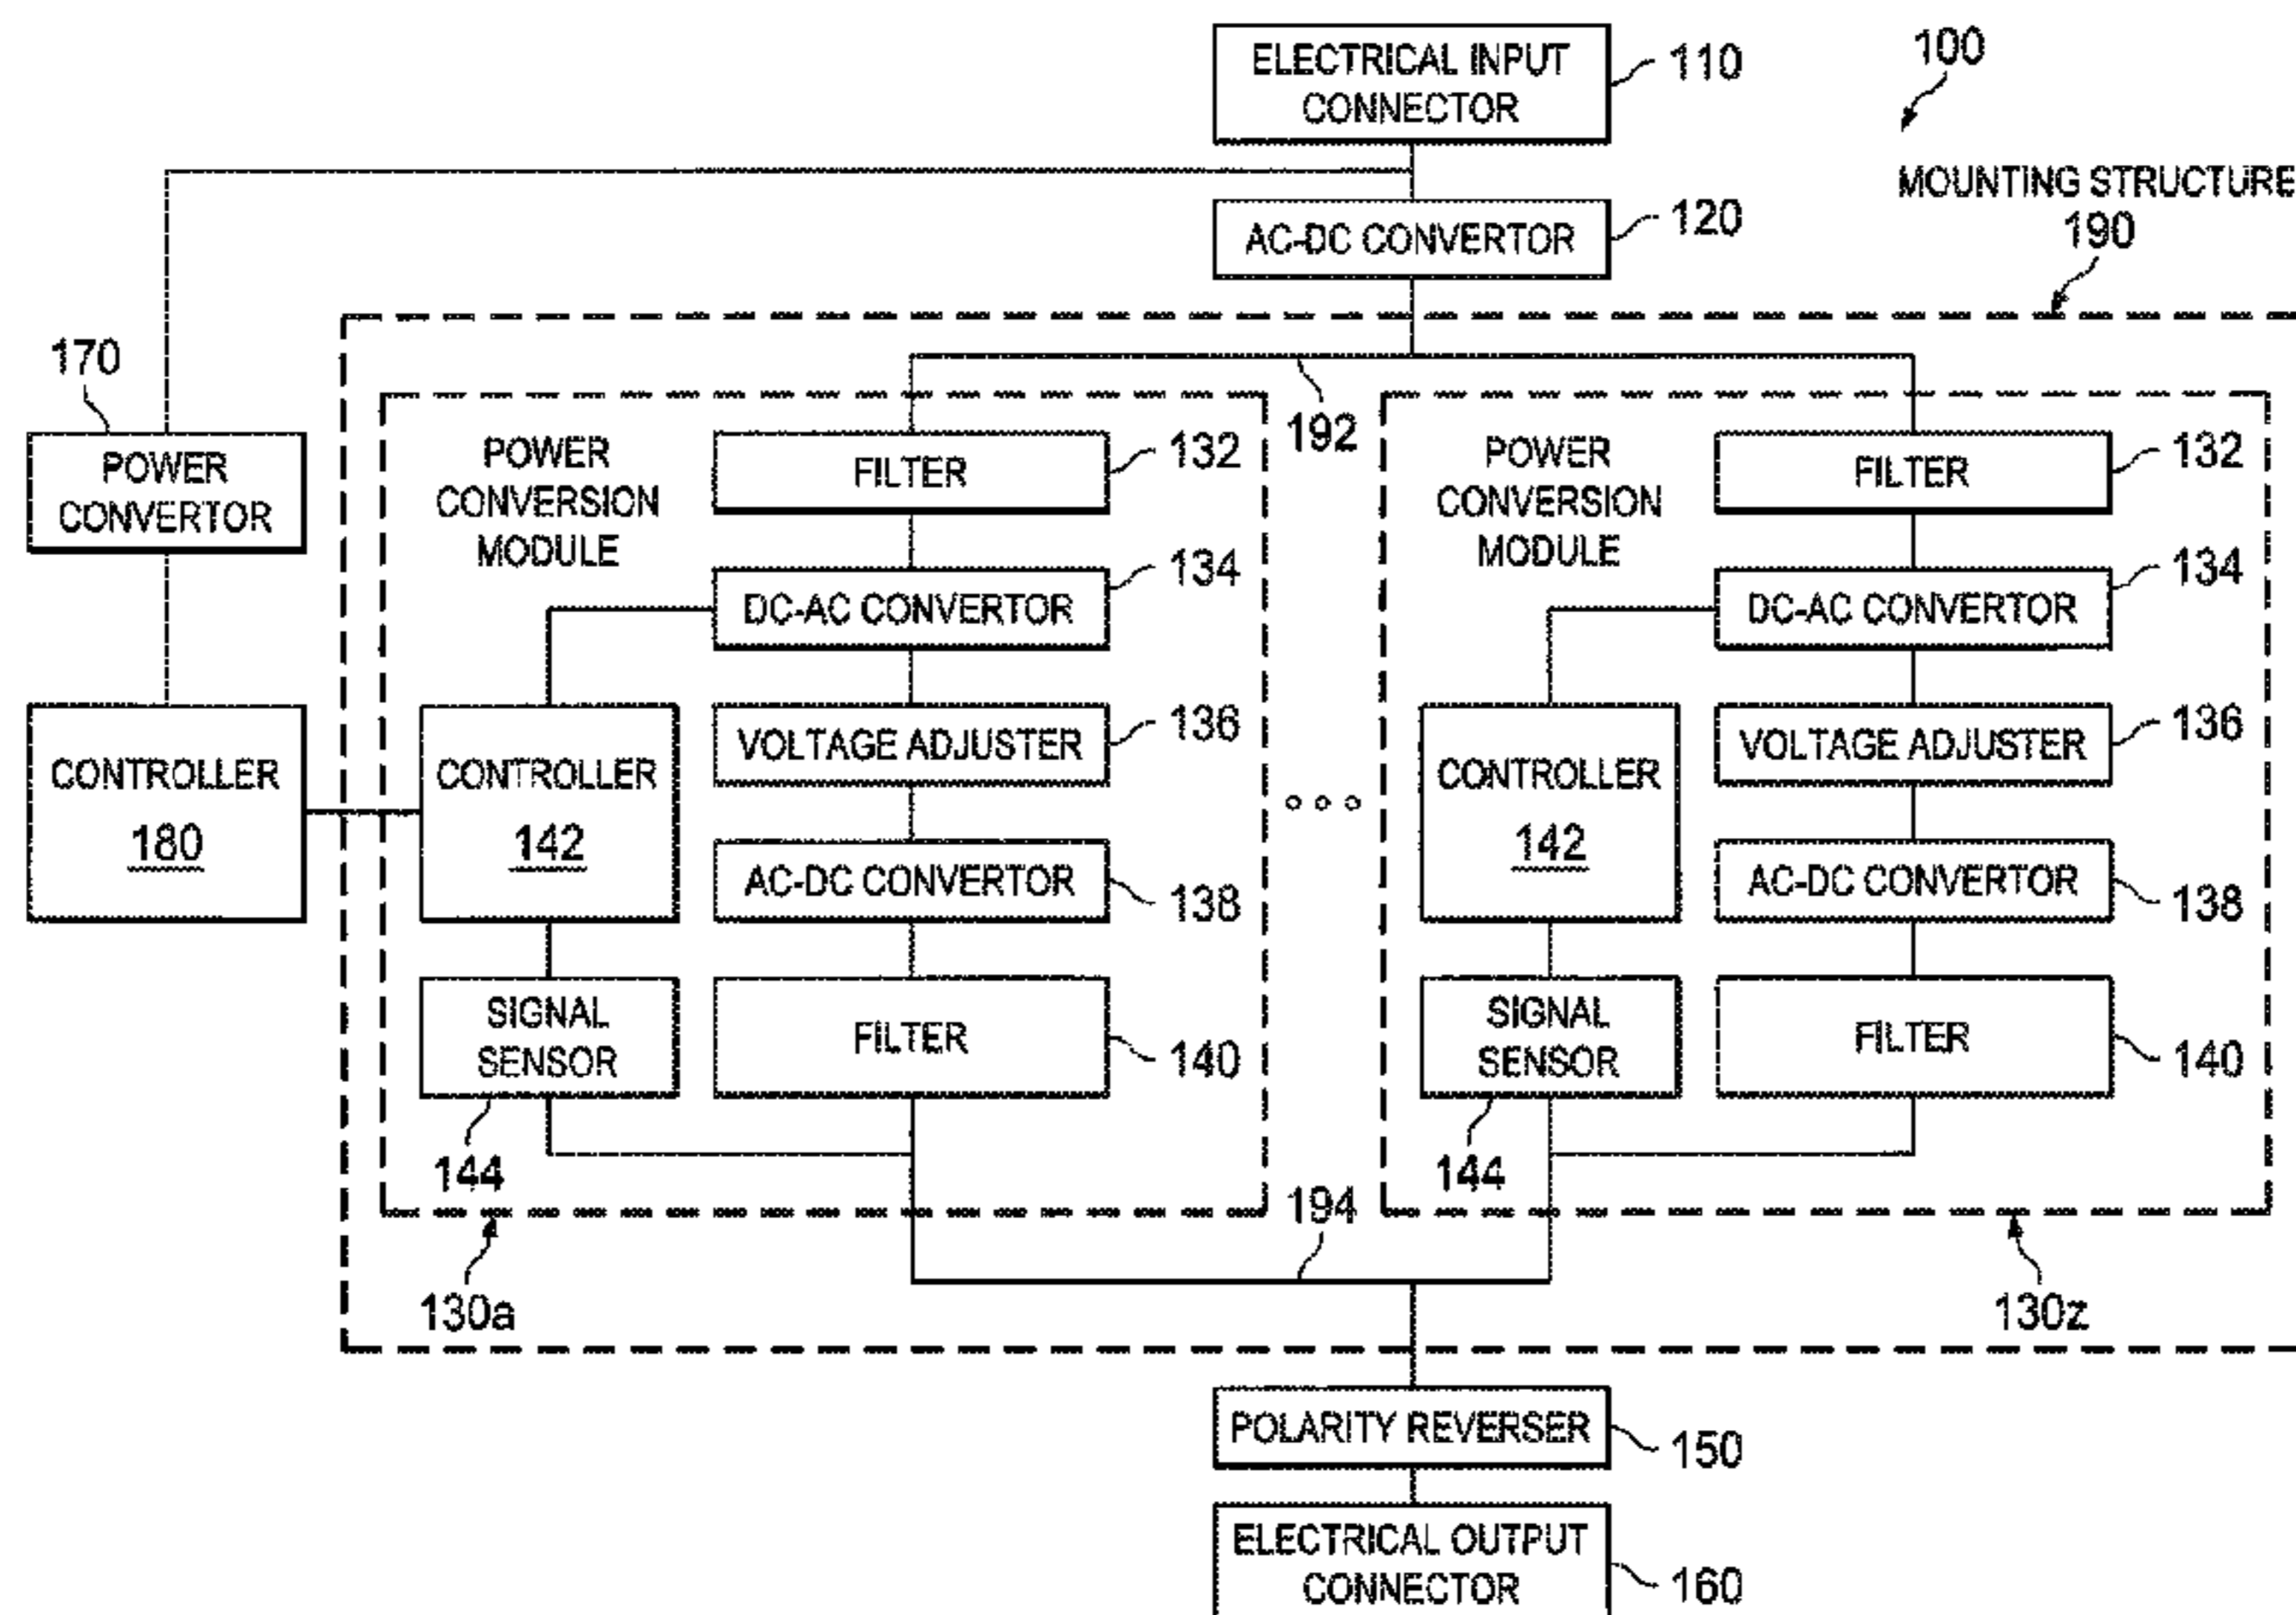 ELECTRICAL INPUT
CONNECTOR
110
100
MOUNTING STRUCTURE
190
AC-DC CONVERTOR
120
170
POWER
CONVERTOR
CONTROLLER
180
192
POWER
CONVERSION
MODULE
FILTER
132
DC-AC CONVERTOR
134
VOLTAGE ADJUSTER
136
CONTROLLER
142
AC-DC CONVERTOR
138
SIGNAL
SENSOR
144
FILTER
140
130a
POWER
CONVERSION
MODULE
FILTER
132
DC-AC CONVERTOR
134
VOLTAGE ADJUSTER
136
CONTROLLER
142
AC-DC CONVERTOR
138
SIGNAL
SENSOR
144
FILTER
140
130z
194
POLARITY REVERSER
150
ELECTRICAL OUTPUT
CONNECTOR
160